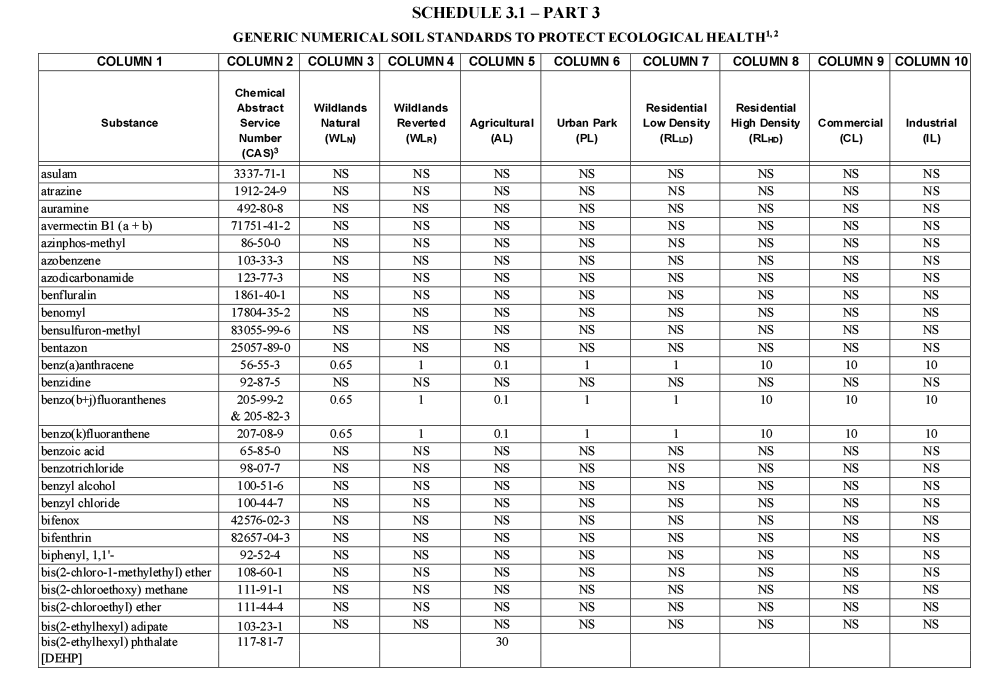 SCHEDULE 3.1 – PART 3
GENERIC NUMERICAL SOIL STANDARDS TO PROTECT ECOLOGICAL HEALTH1, 2
COLUMN 1 COLUMN 2 COLUMN 3 COLUMN 4 COLUMN 5 COLUMN 6 COLUMN 7 COLUMN 8 COLUMN 9 COLUMN 10
Substance Chemical Abstract Service Number (CAS)3 Wildlands Natural (WLN) Wildlands Reverted (WLR) Agricultural (AL) Urban Park (PL) Residential Low Density (RLLD) Residential High Density (RLHD) Commercial (CL) Industrial (IL)
asulam 3337-71-1 NS NS NS NS NS NS NS NS
atrazine 1912-24-9 NS NS NS NS NS NS NS NS
auramine 492-80-8 NS NS NS NS NS NS NS NS
avermectin B1 (a + b) 71751-41-2 NS NS NS NS NS NS NS NS
azinphos-methyl 86-50-0 NS NS NS NS NS NS NS NS
azobenzene 103-33-3 NS NS NS NS NS NS NS NS
azodicarbonamide 123-77-3 NS NS NS NS NS NS NS NS
benfluralin 1861-40-1 NS NS NS NS NS NS NS NS
benomyl 17804-35-2 NS NS NS NS NS NS NS NS
bensulfuron-methyl 83055-99-6 NS NS NS NS NS NS NS NS
bentazon 25057-89-0 NS NS NS NS NS NS NS NS
benz(a)anthracene 56-55-3 0.65 1 0.1 1 1 10 10 10
benzidine 92-87-5 NS NS NS NS NS NS NS NS
benzo(b+j)fluoranthenes 205-99-2 0.65 1 0.1 1 1 10 10 10
& 205-82-3
benzo(k)fluoranthene 207-08-9 0.65 1 0.1 1 1 10 10 10
benzoic acid 65-85-0 NS NS NS NS NS NS NS NS
benzotrichloride 98-07-7 NS NS NS NS NS NS NS NS
benzyl alcohol 100-51-6 NS NS NS NS NS NS NS NS
benzyl chloride 100-44-7 NS NS NS NS NS NS NS NS
bifenox 42576-02-3 NS NS NS NS NS NS NS NS
bifenthrin 82657-04-3 NS NS NS NS NS NS NS NS
biphenyl, 1,1'- 92-52-4 NS NS NS NS NS NS NS NS
bis(2-chloro-1-methylethyl) ether 108-60-1 NS NS NS NS NS NS NS NS
bis(2-chloroethoxy) methane 111-91-1 NS NS NS NS NS NS NS NS
bis(2-chloroethyl) ether 111-44-4 NS NS NS NS NS NS NS NS
bis(2-ethylhexyl) adipate 103-23-1 NS NS NS NS NS NS NS NS
bis(2-ethylhexyl) phthalate 117-81-7 30
[DEHP]